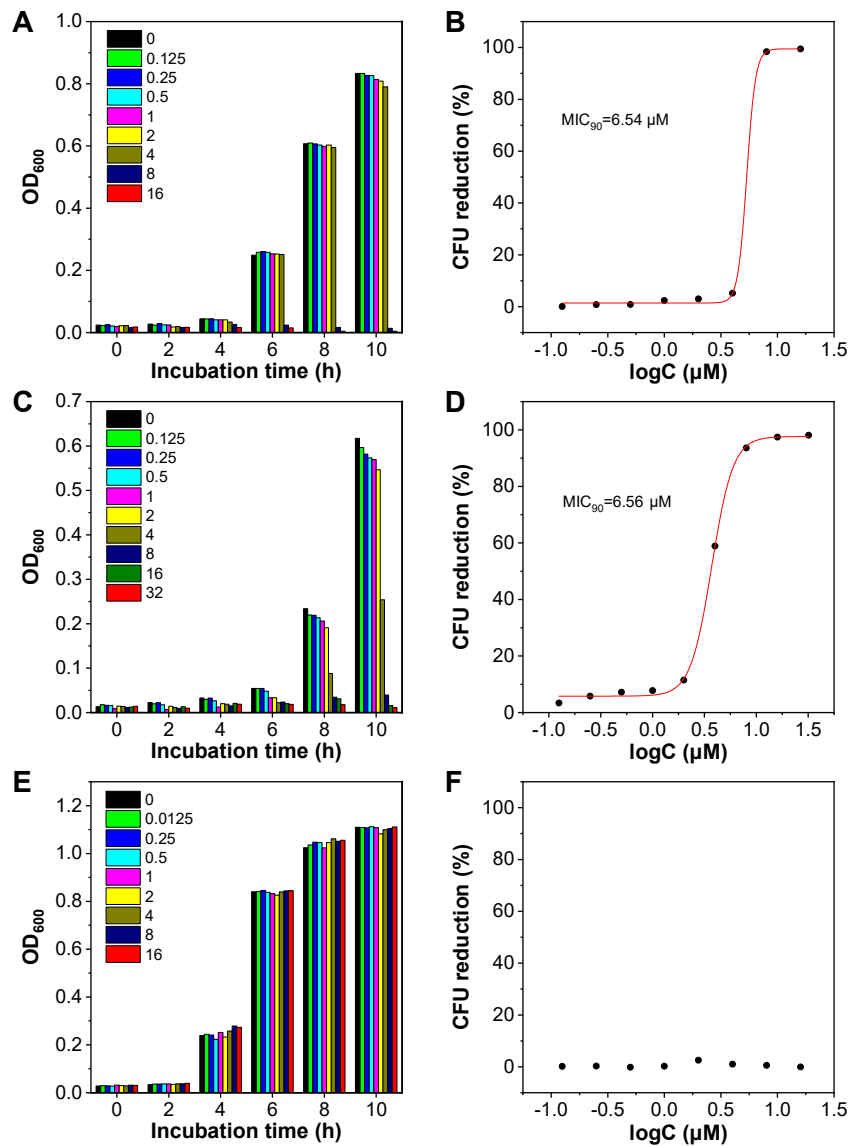 A
0
0.125
0.25
0.5
1
2
4
8
16
OD600
1.0
0.8
0.6
0.4
0.2
0.0
0 2 4 6 8 10
Incubation time (h)
B
MIC90=6.54 µM
CFU reduction (%)
100
80
60
40
20
0
-1.0 -0.5 0.0 0.5 1.0 1.5
logC (µM)
C
0
0.125
0.25
0.5
1
2
4
8
16
32
OD600
0.7
0.6
0.5
0.4
0.3
0.2
0.1
0.0
0 2 4 6 8 10
Incubation time (h)
D
MIC90=6.56 µM
CFU reduction (%)
100
80
60
40
20
0
-1.0 -0.5 0.0 0.5 1.0 1.5
logC (µM)
E
0
0.0125
0.25
0.5
1
2
4
8
16
OD600
1.2
1.0
0.8
0.6
0.4
0.2
0.0
0 2 4 6 8 10
Incubation time (h)
F
CFU reduction (%)
100
80
60
40
20
0
-1.0 -0.5 0.0 0.5 1.0 1.5
logC (µM)